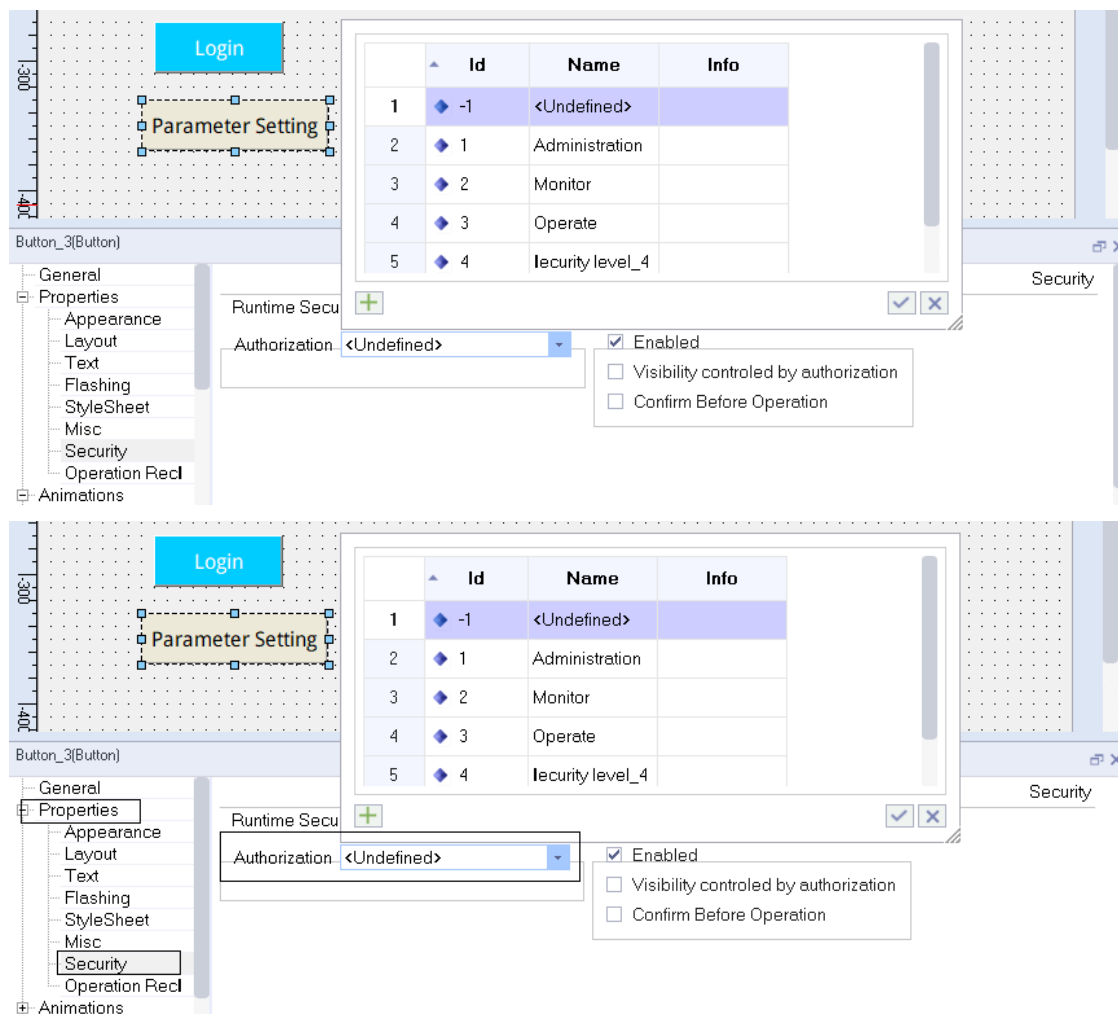 Login
-300
Parameter Setting
-400
Id Name Info
1 -1 <Undefined>
2 1 Administration
3 2 Monitor
4 3 Operate
5 4 lecurity level_4
Button_3(Button)
General
Properties
Appearance
Layout
Text
Flashing
StyleSheet
Misc
Security
Operation Recl
Animations
Security
Runtime Secu
Authorization <Undefined>
Enabled
Visibility controled by authorization
Confirm Before Operation
Login
-300
Parameter Setting
-400
Id Name Info
1 -1 <Undefined>
2 1 Administration
3 2 Monitor
4 3 Operate
5 4 lecurity level_4
Button_3(Button)
General
Properties
Appearance
Layout
Text
Flashing
StyleSheet
Misc
Security
Operation Recl
Animations
Security
Runtime Secu
Authorization <Undefined>
Enabled
Visibility controled by authorization
Confirm Before Operation